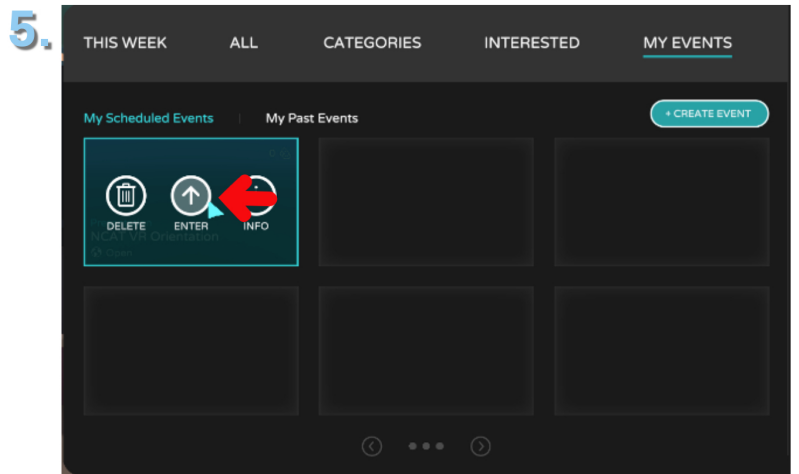 5.
THIS WEEK ALL CATEGORIES INTERESTED MY EVENTS
My Scheduled Events | My Past Events + CREATE EVENT
DELETE ENTER INFO
NCAT VR Orientation
Open